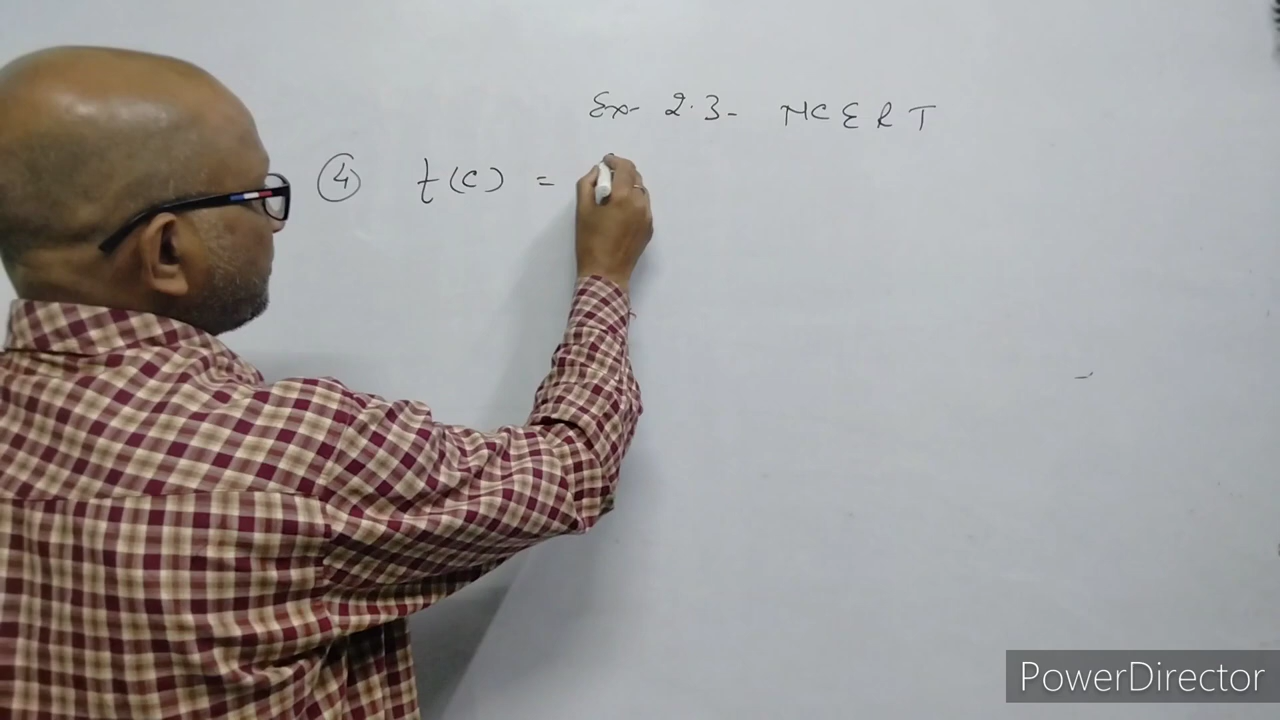 Ex- 2.3- NCERT
④ t(c) =
PowerDirector